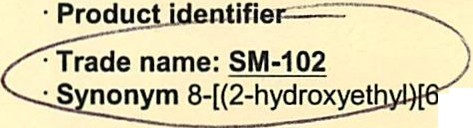 · Product identifier
· Trade name: SM-102
· Synonym 8-[(2-hydroxyethyl)[6